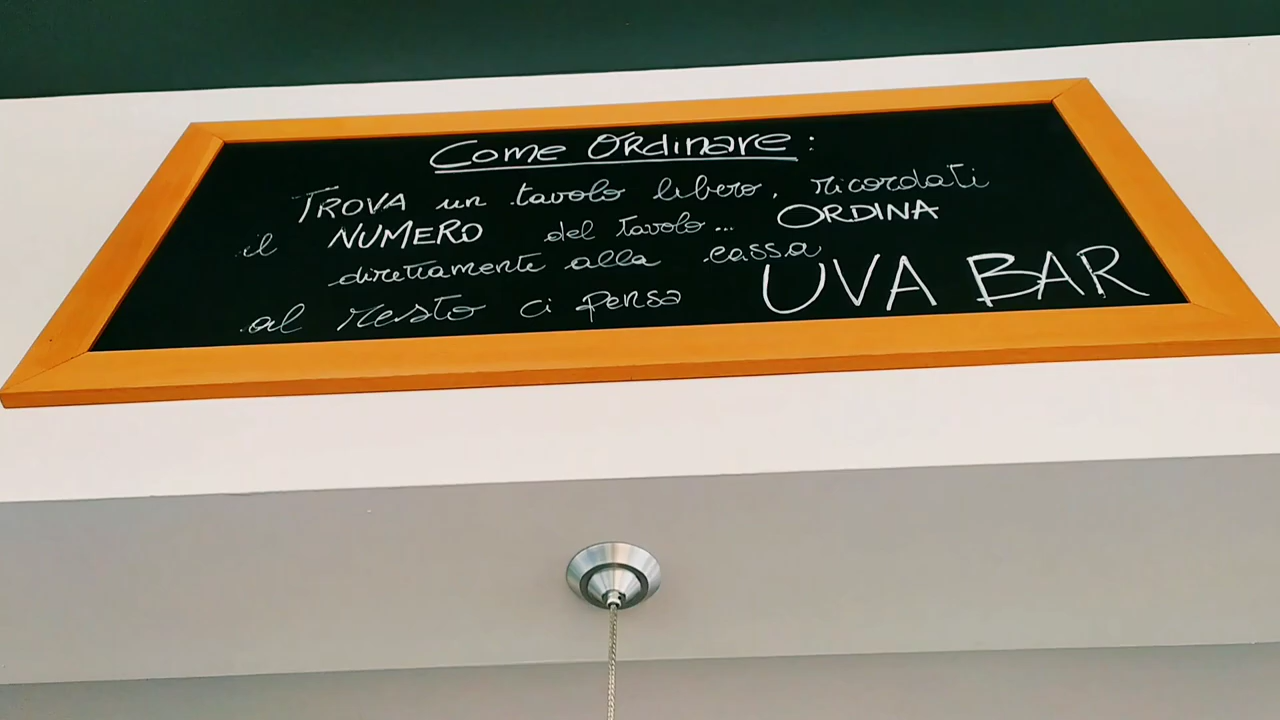 Come Ordinare:
TROVA un tavolo libero, ricordati
il NUMERO del tavolo... ORDINA
direttamente alla cassa
al resto ci pensa UVA BAR